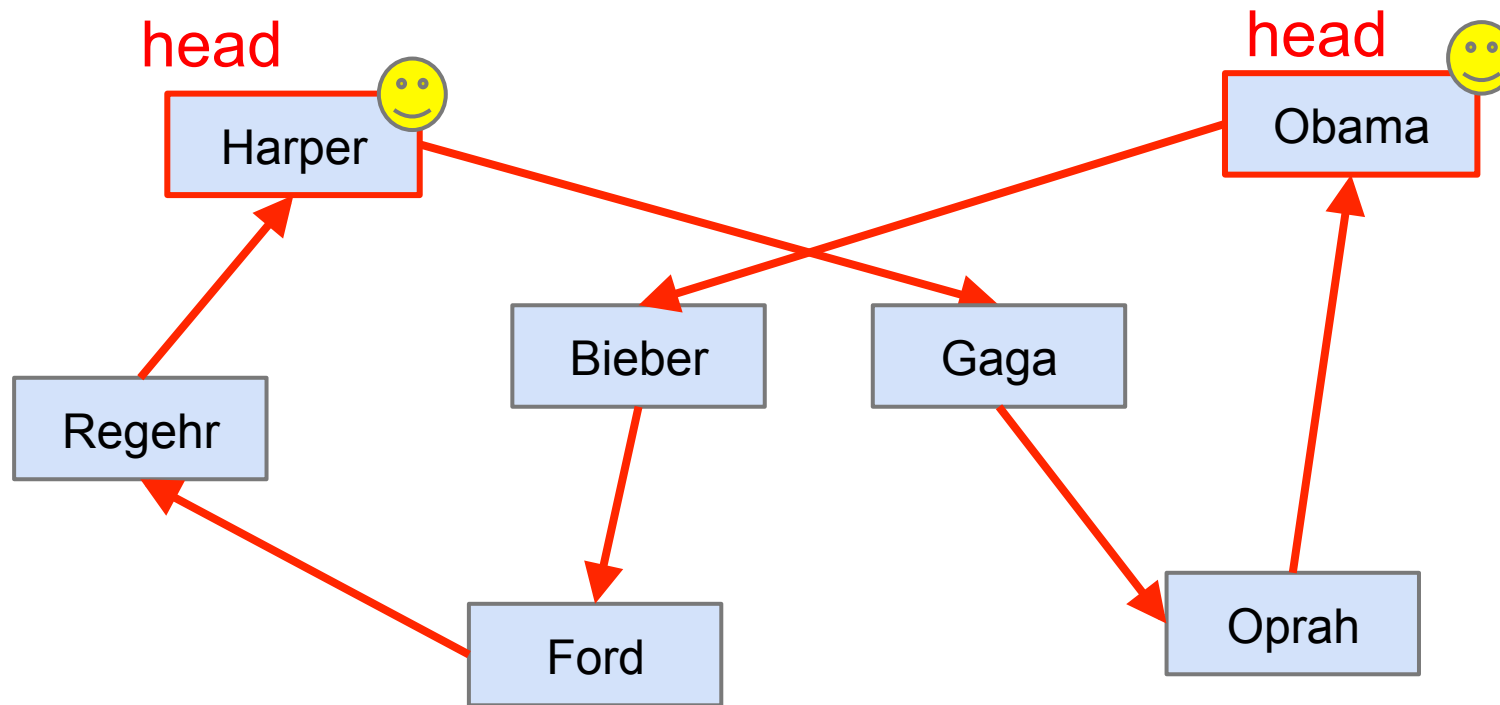 head
head
Harper
Obama
Bieber
Gaga
Regehr
Ford
Oprah